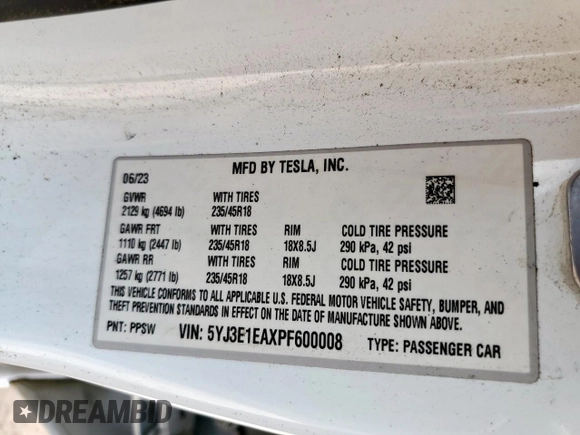 MFD BY TESLA, INC.
06/23
GVWR WITH TIRES
2129 kg (4694 lb) 235/45R18
GAWR FRT WITH TIRES RIM COLD TIRE PRESSURE
1110 kg (2447 lb) 235/45R18 18X8.5J 290 kPa, 42 psi
GAWR RR WITH TIRES RIM COLD TIRE PRESSURE
1257 kg (2771 lb) 235/45R18 18X8.5J 290 kPa, 42 psi
THIS VEHICLE CONFORMS TO ALL APPLICABLE U.S. FEDERAL MOTOR VEHICLE SAFETY, BUMPER, AND
THEFT PREVENTION STANDARDS IN EFFECT ON THE DATE OF MANUFACTURE SHOWN ABOVE.
PNT: PPSW VIN: 5YJ3E1EAXPF600008 TYPE: PASSENGER CAR
DREAMBID